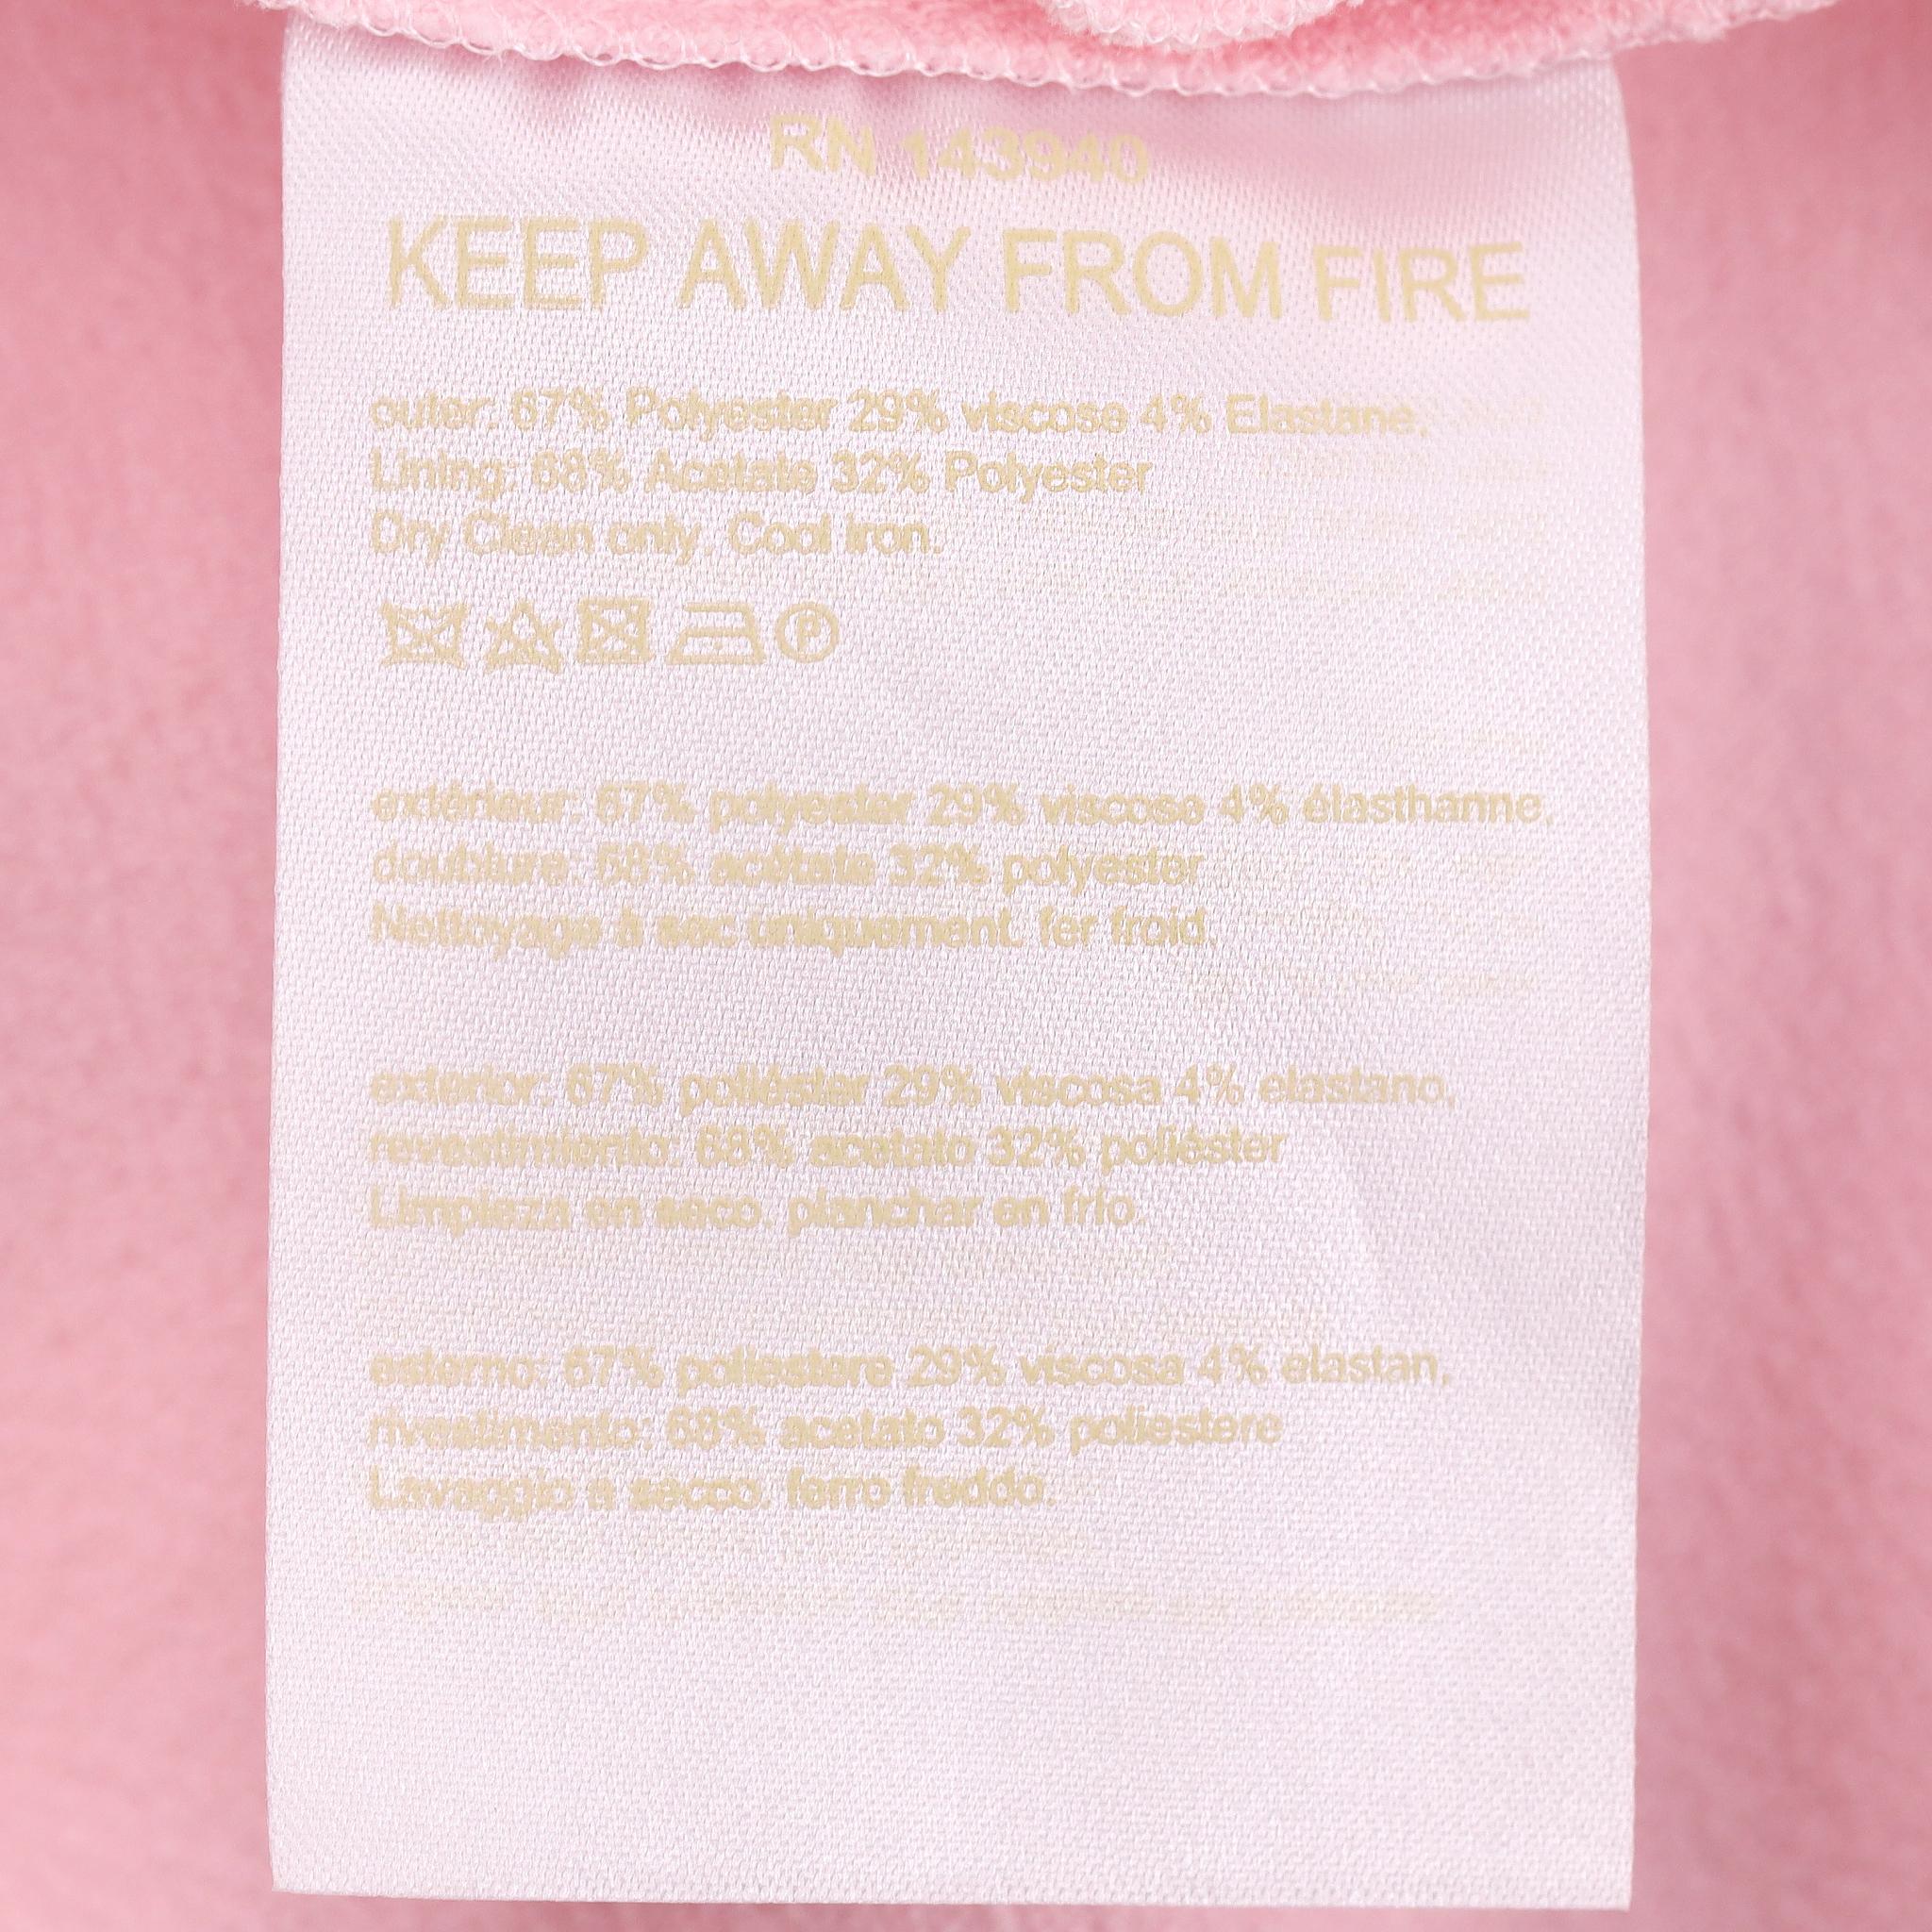 RN 143940
KEEP AWAY FROM FIRE
outer: 67% Polyester 29% viscose 4% Elastane,
Lining: 68% Acetate 32% Polyester
Dry Clean only. Cool iron.
P
extérieur: 67% polyester 29% viscose 4% élasthanne,
doublure: 68% acétate 32% polyester
Nettoyage à sec uniquement. fer froid.
exterior: 67% poliéster 29% viscosa 4% elastano,
revestimiento: 68% acetato 32% poliéster
Limpieza en seco. planchar en frío.
esterno: 67% poliestere 29% viscosa 4% elastan,
rivestimento: 68% acetato 32% poliestere
Lavaggio a secco. ferro freddo.